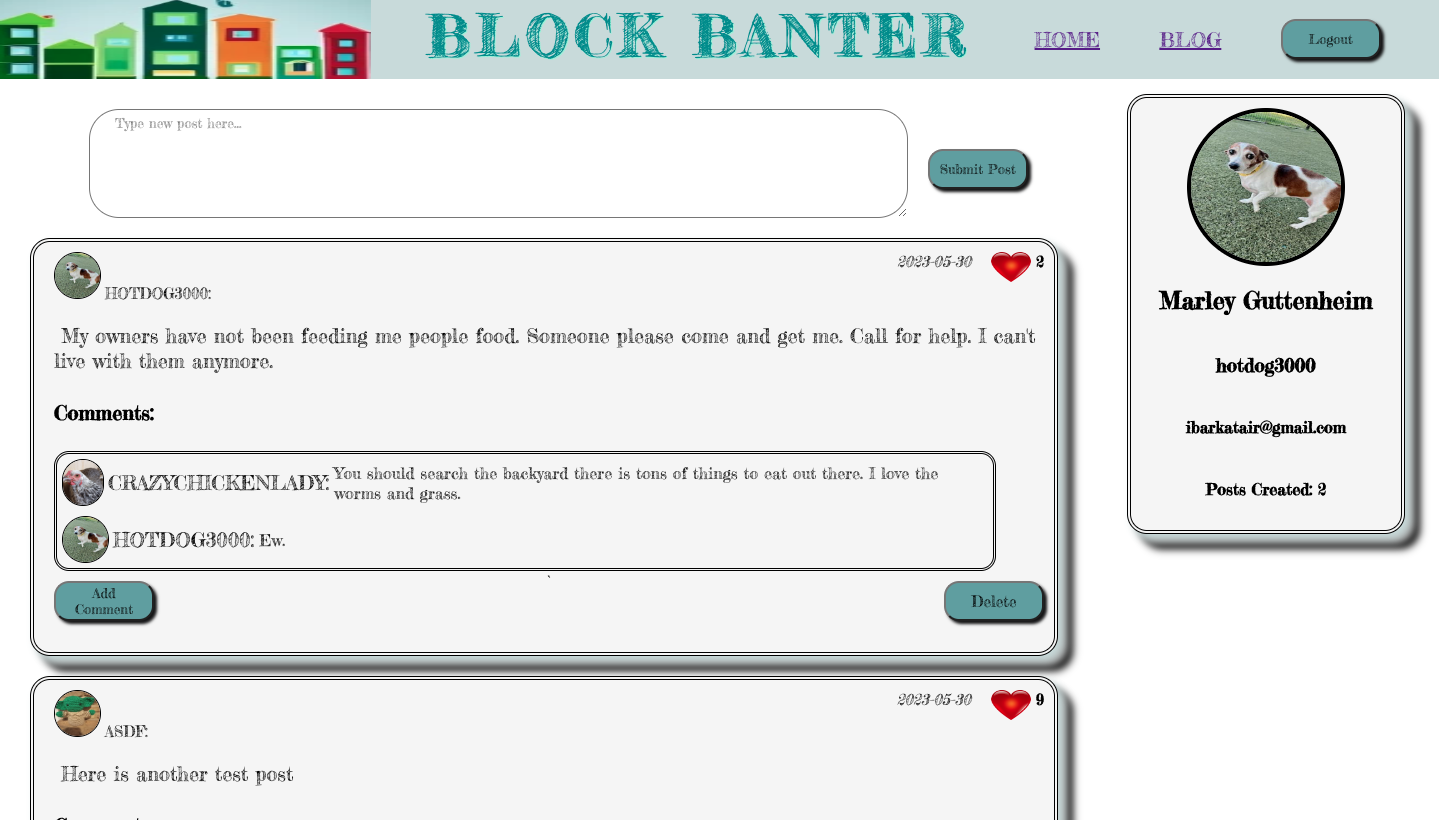 BLOCK BANTER
HOME
BLOG
Logout
Type new post here...
Submit Post
HOTDOG3000:
2023-05-30
2
My owners have not been feeding me people food. Someone please come and get me. Call for help. I can't
live with them anymore.
Comments:
CRAZYCHICKENLADY: You should search the backyard there is tons of things to eat out there. I love the
worms and grass.
HOTDOG3000: Ew.
`
Add
Comment
Delete
ASDF:
2023-05-30
9
Here is another test post
Marley Guttenheim
hotdog3000
ibarkatair@gmail.com
Posts Created: 2